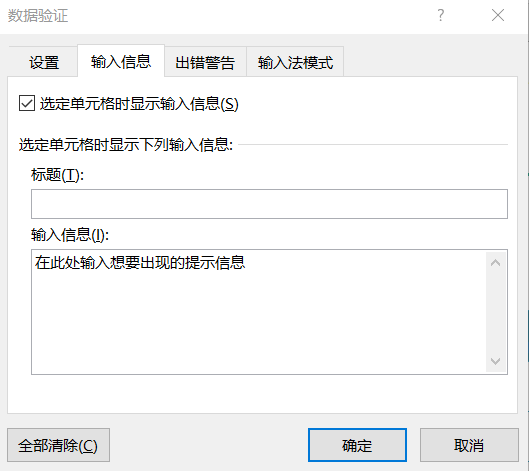 数据验证
?
设置 输入信息 出错警告 输入法模式
选定单元格时显示输入信息(S)
选定单元格时显示下列输入信息:
标题(T):
输入信息(I):
在此处输入想要出现的提示信息
全部清除(C) 确定 取消